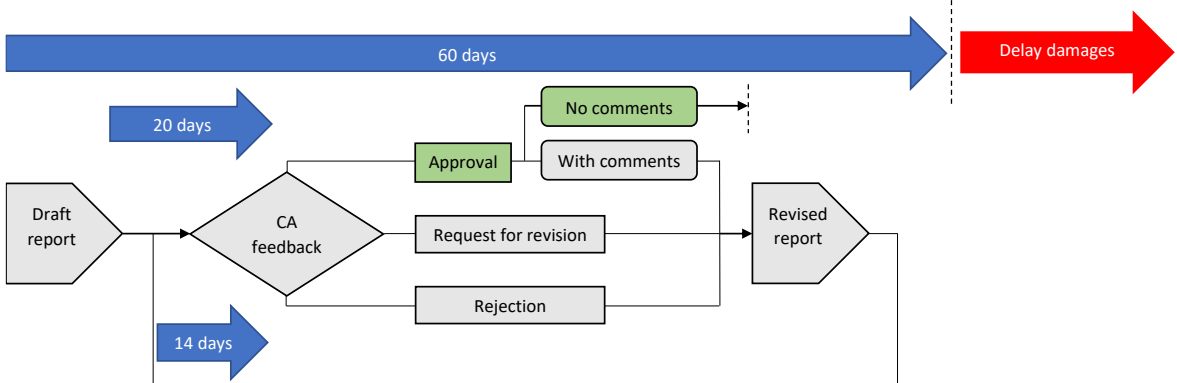 60 days
Delay damages
20 days
No comments
Approval
With comments
Draft
report
CA
feedback
Request for revision
Revised
report
Rejection
14 days